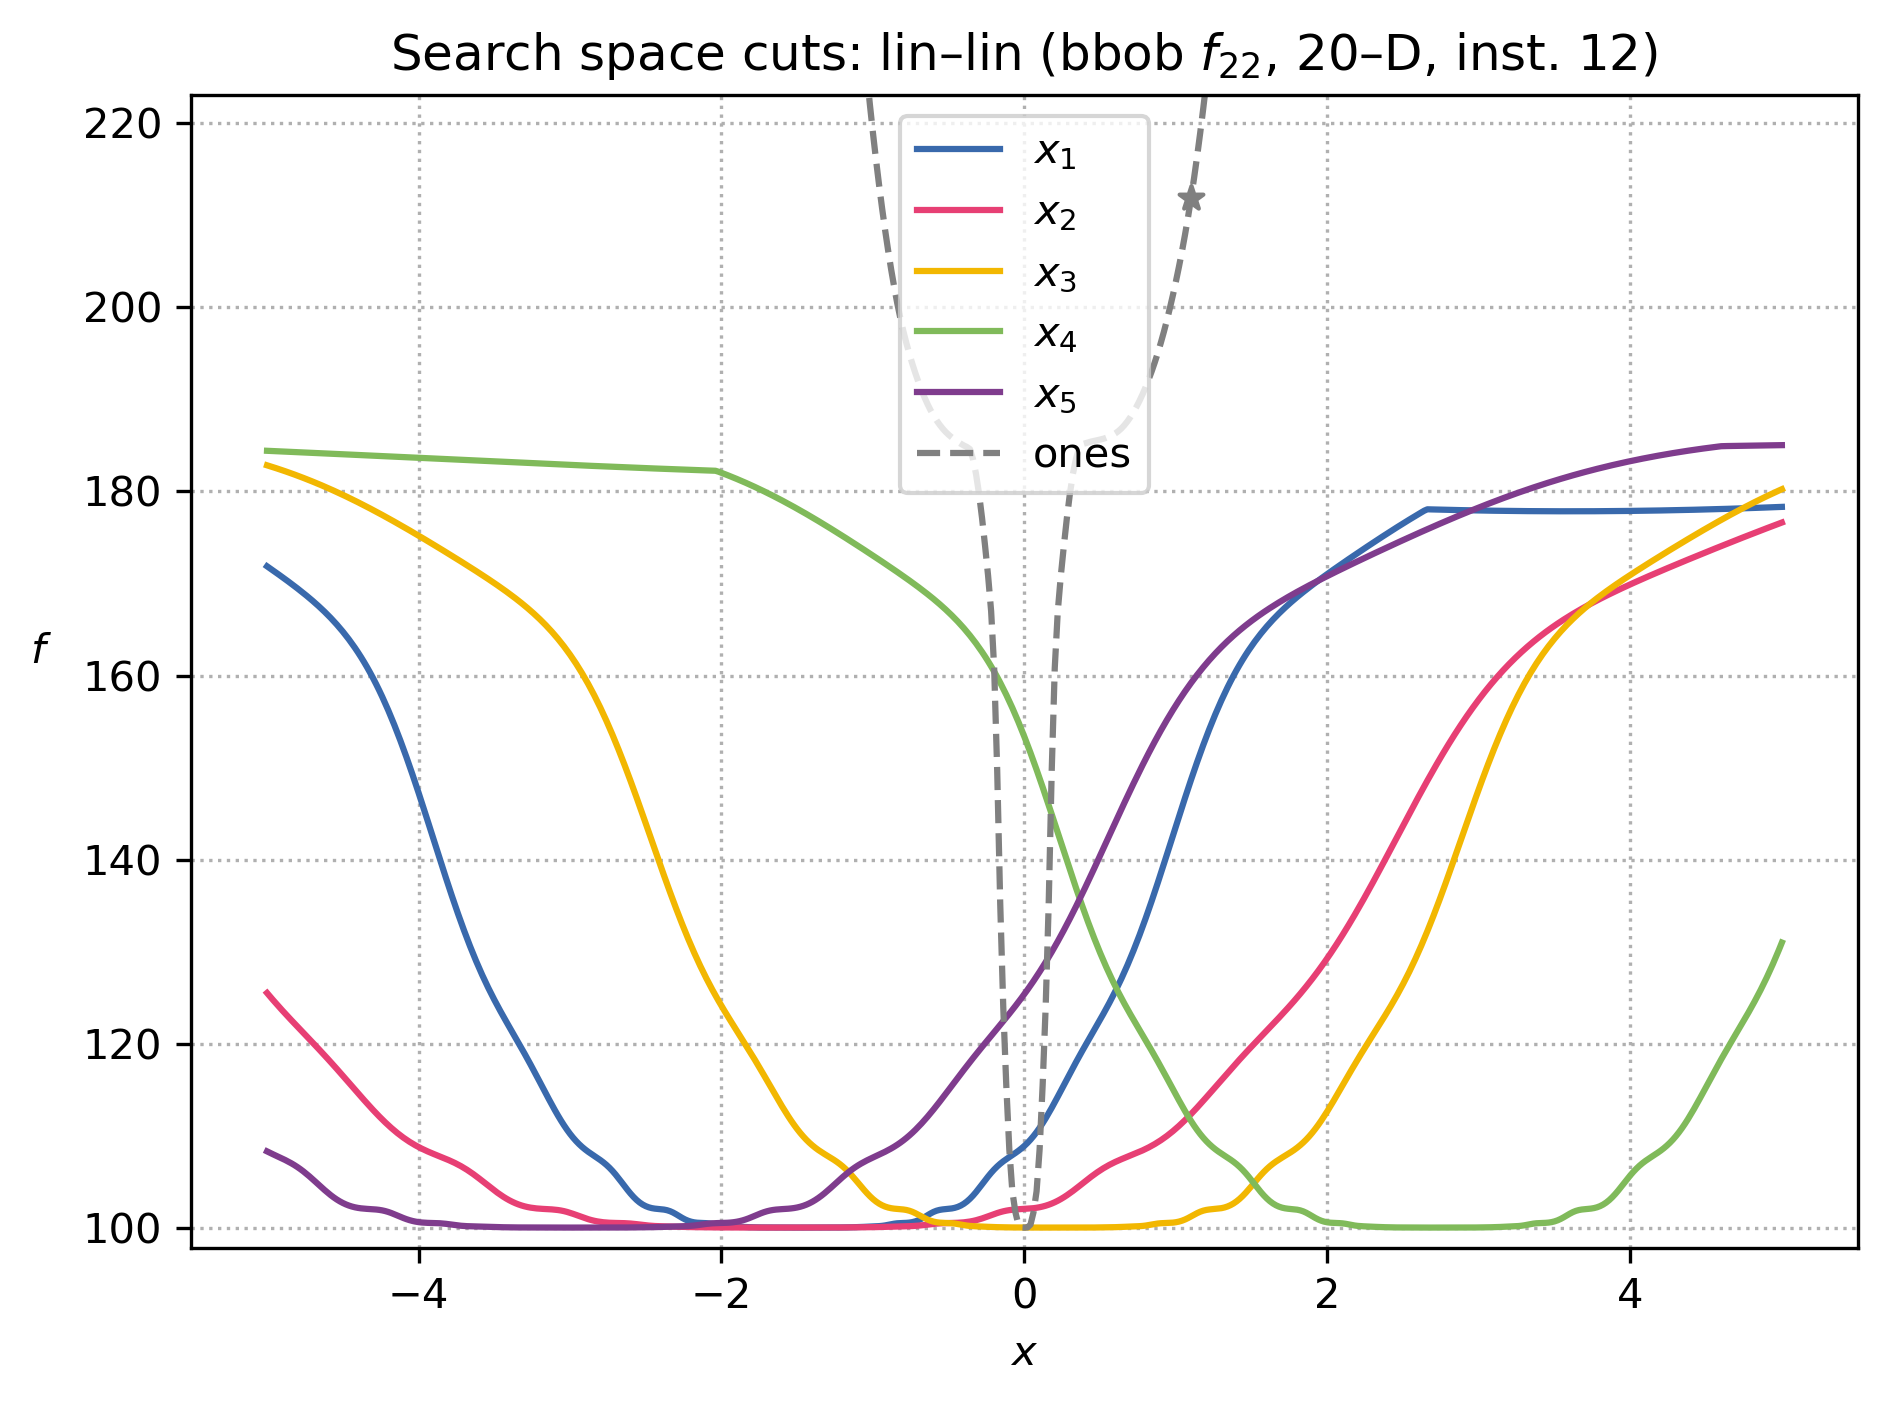 Search space cuts: lin–lin (bbob f₂₂, 20–D, inst. 12)
220
200
180
160
140
120
100
f
x₁
x₂
x₃
x₄
x₅
ones
−4
−2
0
2
4
x